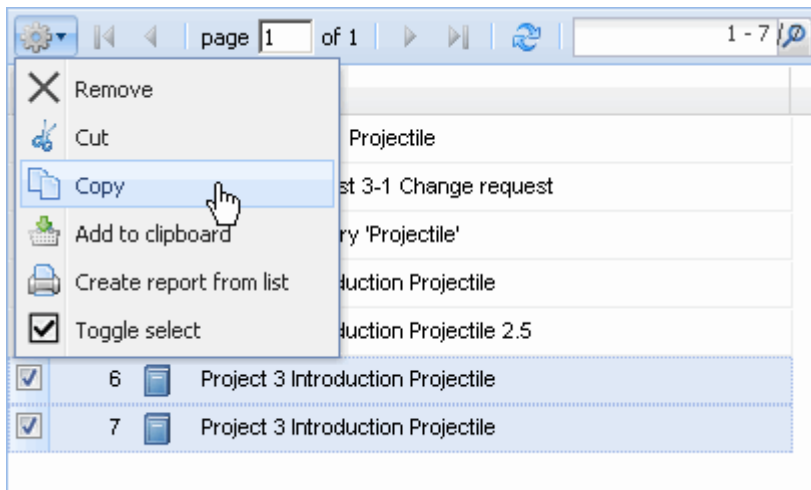 page 1 of 1 1 - 7 /
Remove
Cut Projectile
Copy st 3-1 Change request
Add to clipboard ry 'Projectile'
Create report from list duction Projectile
Toggle select duction Projectile 2.5
6 Project 3 Introduction Projectile
7 Project 3 Introduction Projectile